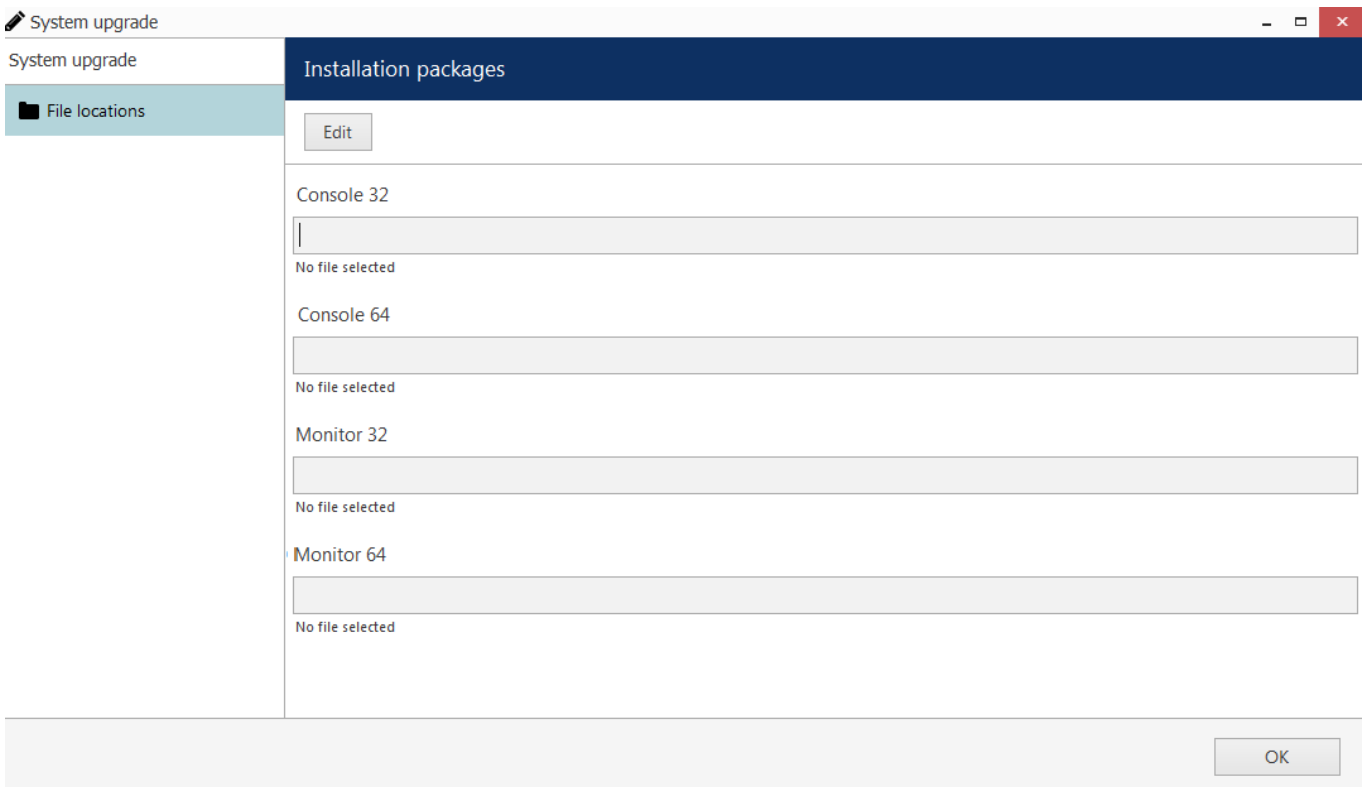 System upgrade
System upgrade
File locations
Installation packages
Edit
Console 32
No file selected
Console 64
No file selected
Monitor 32
No file selected
Monitor 64
No file selected
OK